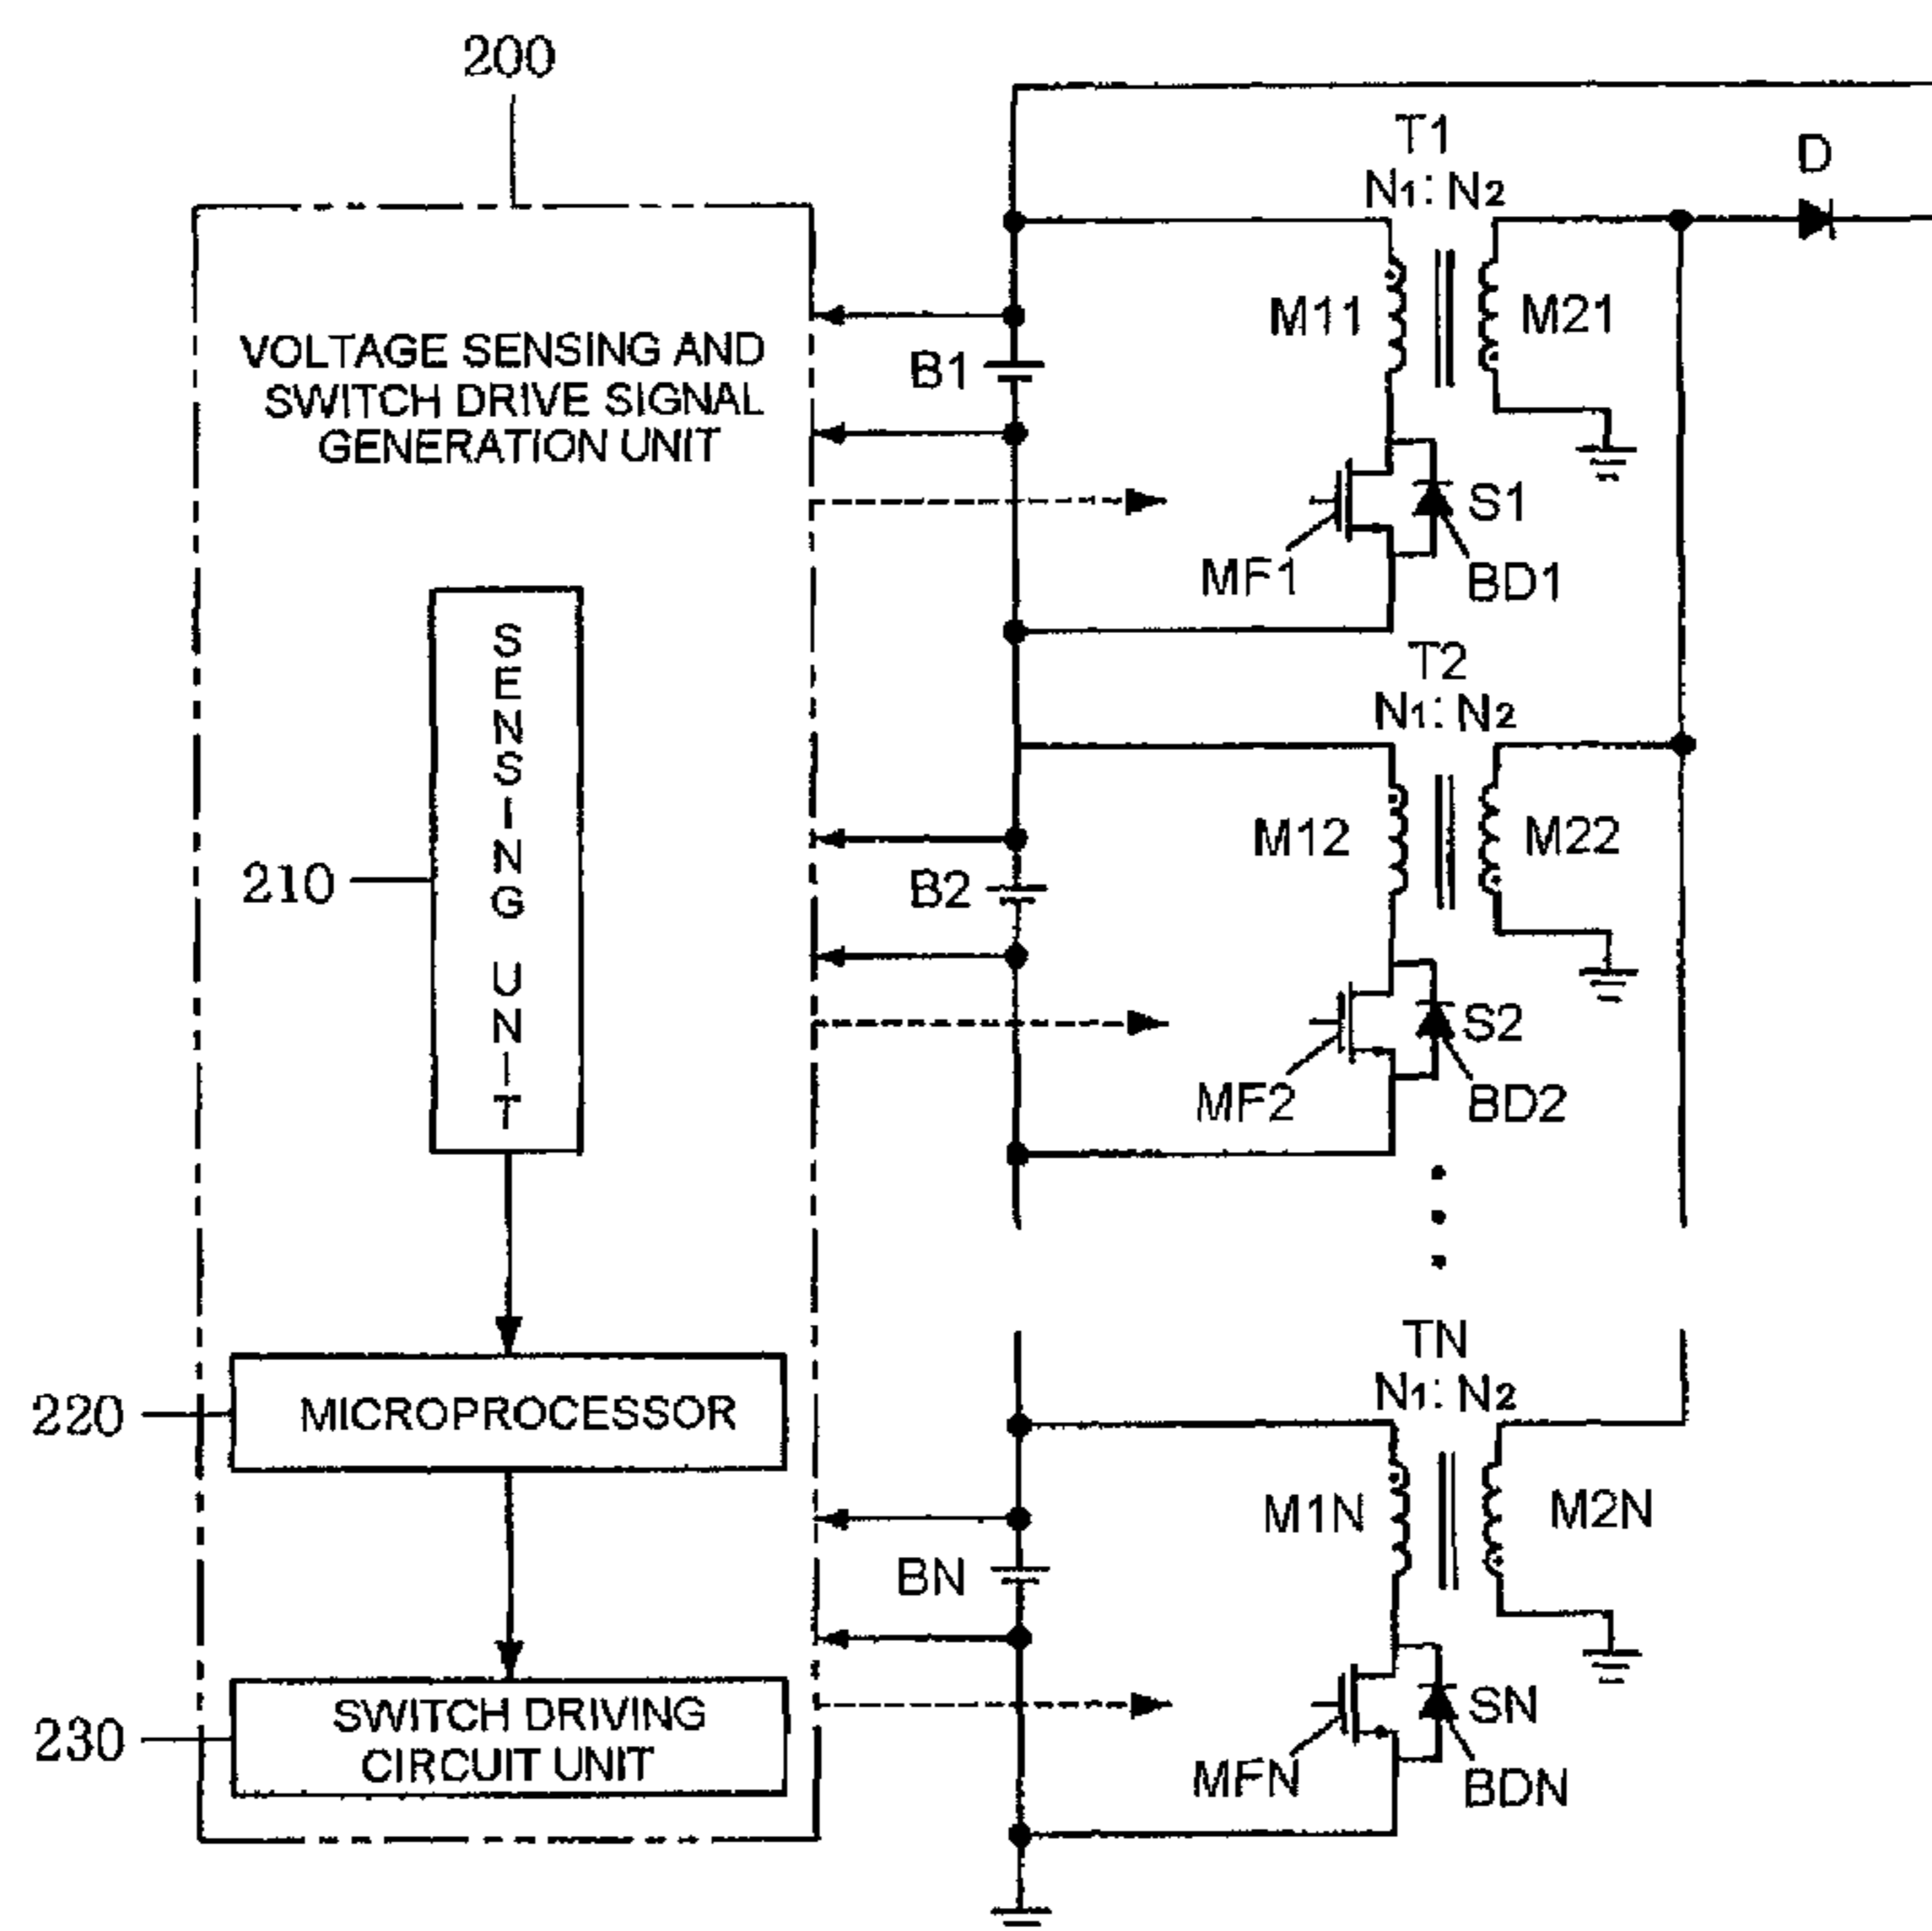 200
VOLTAGE SENSING AND
SWITCH DRIVE SIGNAL
GENERATION UNIT
SENSING UNIT
210
220
MICROPROCESSOR
230
SWITCH DRIVING
CIRCUIT UNIT
T1
N1: N2
D
M11
M21
B1
S1
MF1
BD1
T2
N1: N2
M12
M22
B2
S2
MF2
BD2
TN
N1: N2
M1N
M2N
BN
SN
MFN
BDN